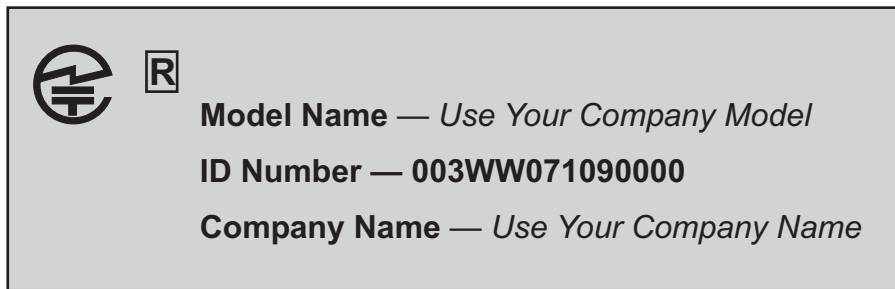 R
Model Name — Use Your Company Model
ID Number — 003WW071090000
Company Name — Use Your Company Name